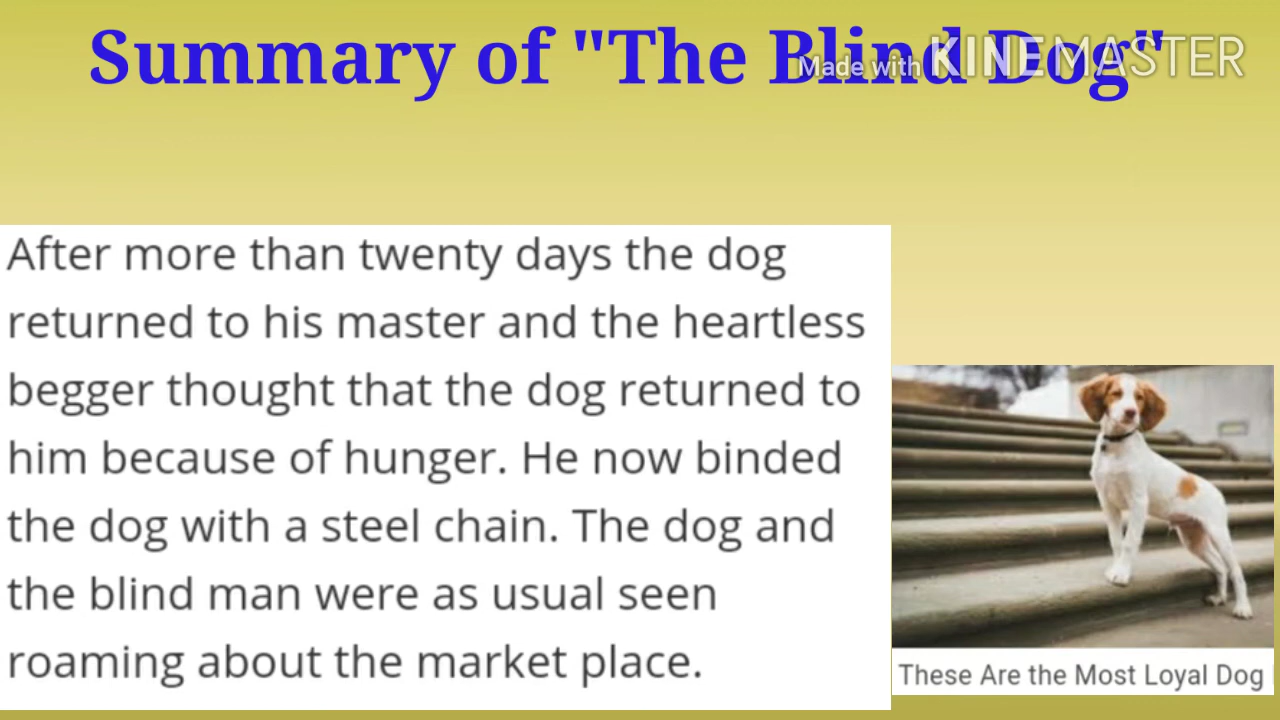 Summary of "The Blind Dog"
Made with KINEMASTER
After more than twenty days the dog
returned to his master and the heartless
begger thought that the dog returned to
him because of hunger. He now binded
the dog with a steel chain. The dog and
the blind man were as usual seen
roaming about the market place.
These Are the Most Loyal Dog